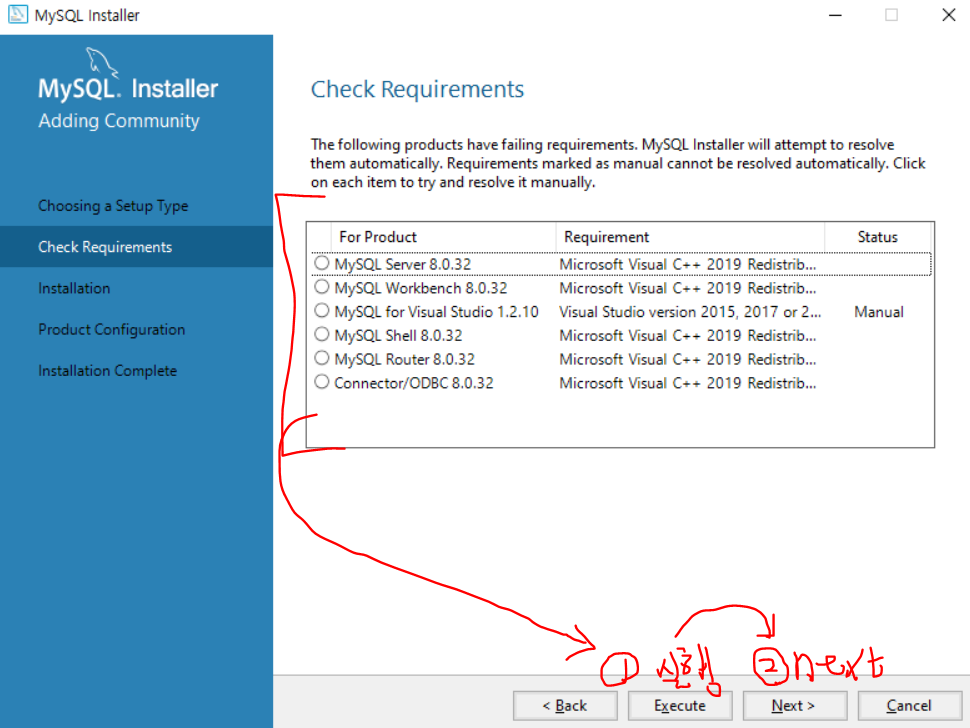 MySQL Installer
MySQL. Installer
Adding Community
Choosing a Setup Type
Check Requirements
Installation
Product Configuration
Installation Complete
Check Requirements
The following products have failing requirements. MySQL Installer will attempt to resolve
them automatically. Requirements marked as manual cannot be resolved automatically. Click
on each item to try and resolve it manually.
For Product Requirement Status
MySQL Server 8.0.32 Microsoft Visual C++ 2019 Redistrib...
MySQL Workbench 8.0.32 Microsoft Visual C++ 2019 Redistrib...
MySQL for Visual Studio 1.2.10 Visual Studio version 2015, 2017 or 2... Manual
MySQL Shell 8.0.32 Microsoft Visual C++ 2019 Redistrib...
MySQL Router 8.0.32 Microsoft Visual C++ 2019 Redistrib...
Connector/ODBC 8.0.32 Microsoft Visual C++ 2019 Redistrib...
① 실행 ② next
< Back Execute Next > Cancel